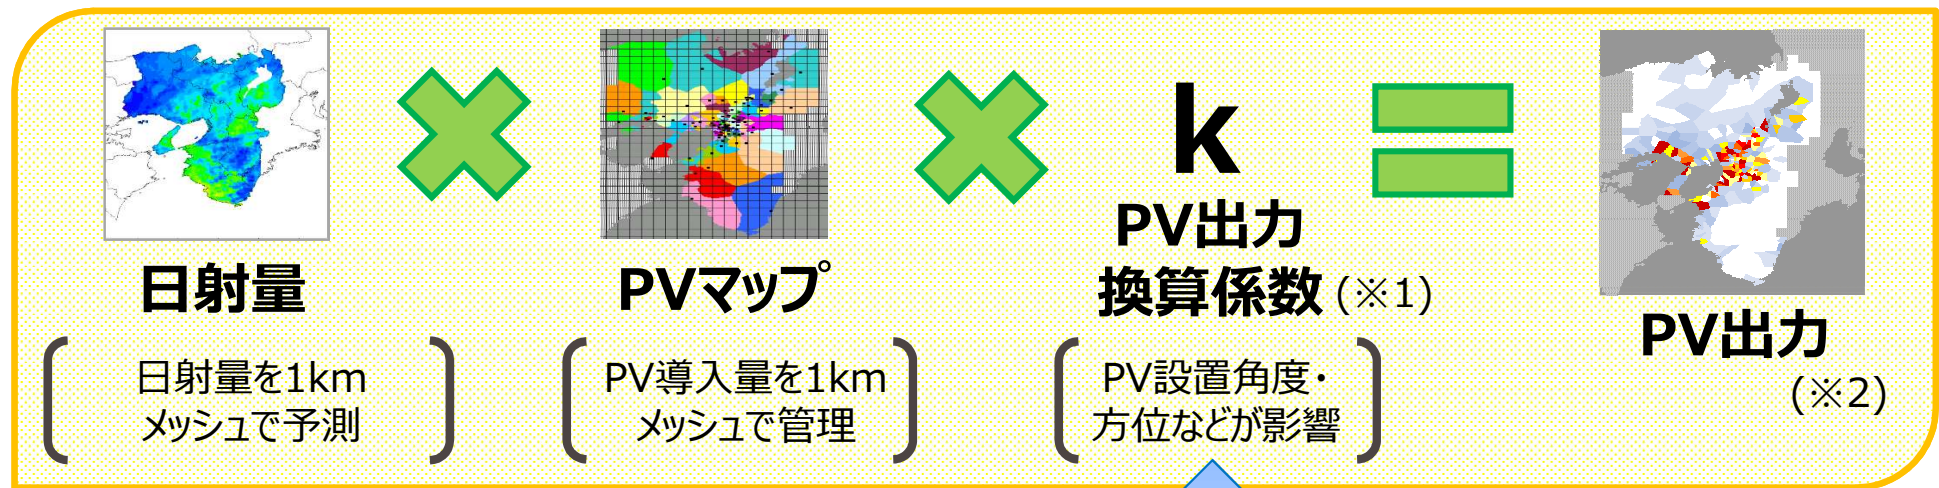 日射量
日射量を1km
メッシュで予測
PVマップ
PV導入量を1km
メッシュで管理
k
PV出力
換算係数(※1)
PV設置角度・
方位などが影響
PV出力
(※2)